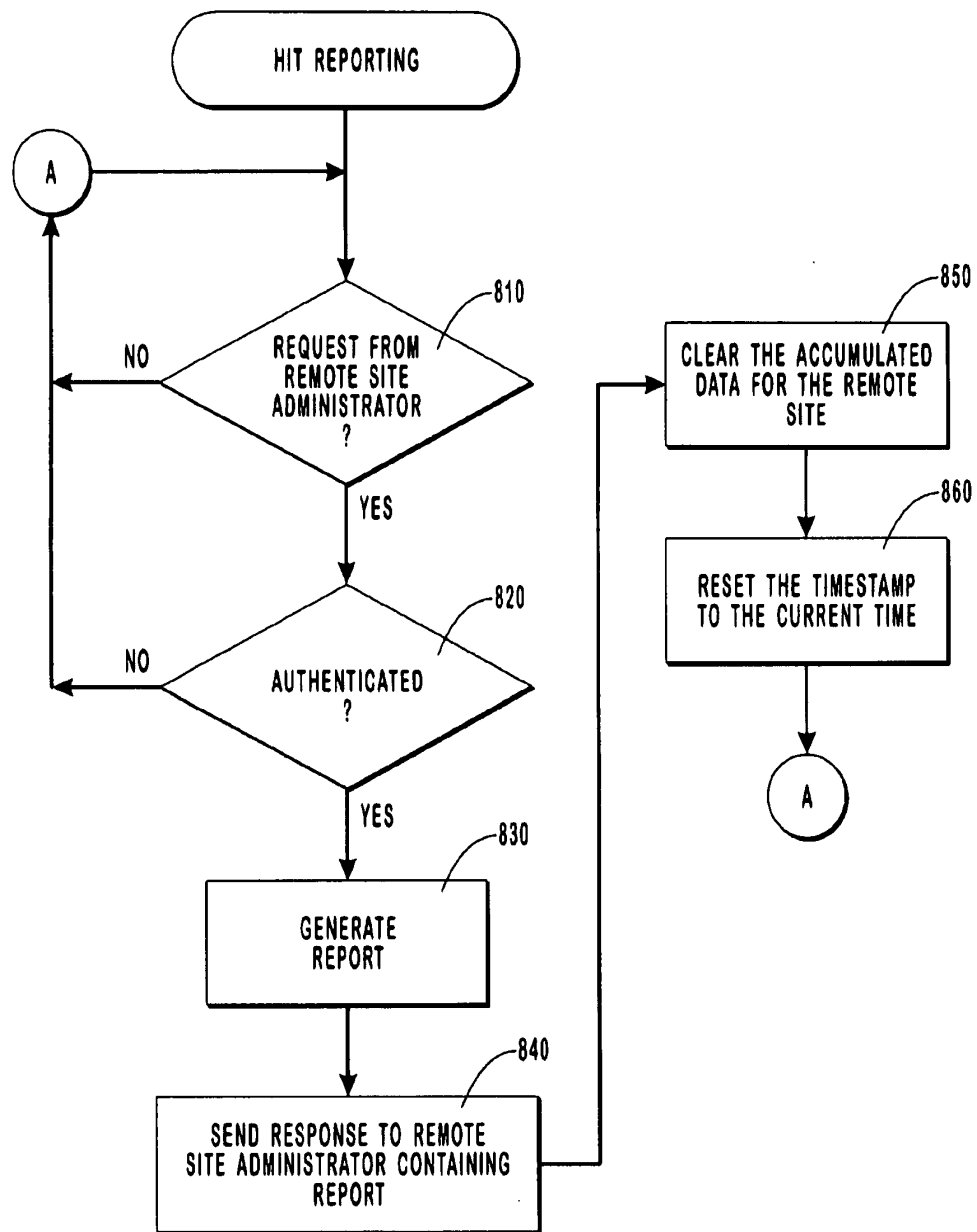 HIT REPORTING
A
810
REQUEST FROM
REMOTE SITE
ADMINISTRATOR
?
NO
YES
820
AUTHENTICATED
?
NO
YES
830
GENERATE
REPORT
840
SEND RESPONSE TO REMOTE
SITE ADMINISTRATOR CONTAINING
REPORT
850
CLEAR THE ACCUMULATED
DATA FOR THE REMOTE
SITE
860
RESET THE TIMESTAMP
TO THE CURRENT TIME
A